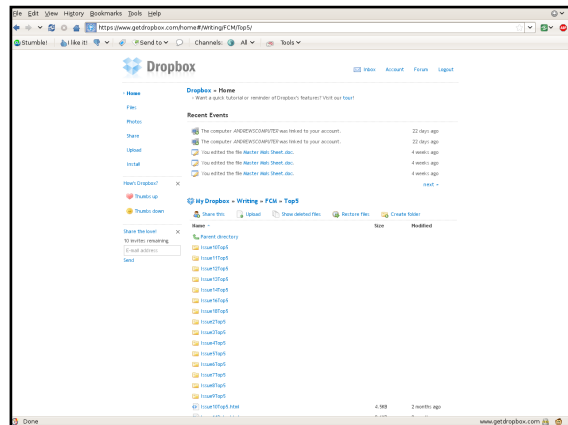 File Edit View History Bookmarks Tools Help
https://www.getdropbox.com/home#/Writing/FCM/Top5/
Stumble! I like it! Send to Channels: All Tools
Dropbox
Inbox Account Forum Logout
Home
Files
Photos
Share
Upload
Install
How's Dropbox? X
Thumbs up
Thumbs down
Share the love! X
10 invites remaining
E-mail address
Send
Dropbox » Home
Want a quick tutorial or reminder of Dropbox's features? Visit our tour!
Recent Events
The computer ANDREWSCOMPUTER was linked to your account. 22 days ago
The computer ANDREWSCOMPUTER was linked to your account. 22 days ago
You edited the file Master Mats Sheet.doc. 4 weeks ago
You edited the file Master Mats Sheet.doc. 4 weeks ago
You edited the file Master Mats Sheet.doc. 4 weeks ago
next »
My Dropbox » Writing » FCM » Top5
Share this Upload Show deleted files Restore files Create folder
Name Size Modified
Parent directory
Issue10Top5
Issue11Top5
Issue12Top5
Issue13Top5
Issue14Top5
Issue16Top5
Issue18Top5
Issue2Top5
Issue3Top5
Issue4Top5
Issue5Top5
Issue6Top5
Issue7Top5
Issue8Top5
Issue9Top5
Issue10Top5.html 4.5KB 2 months ago
Done www.getdropbox.com